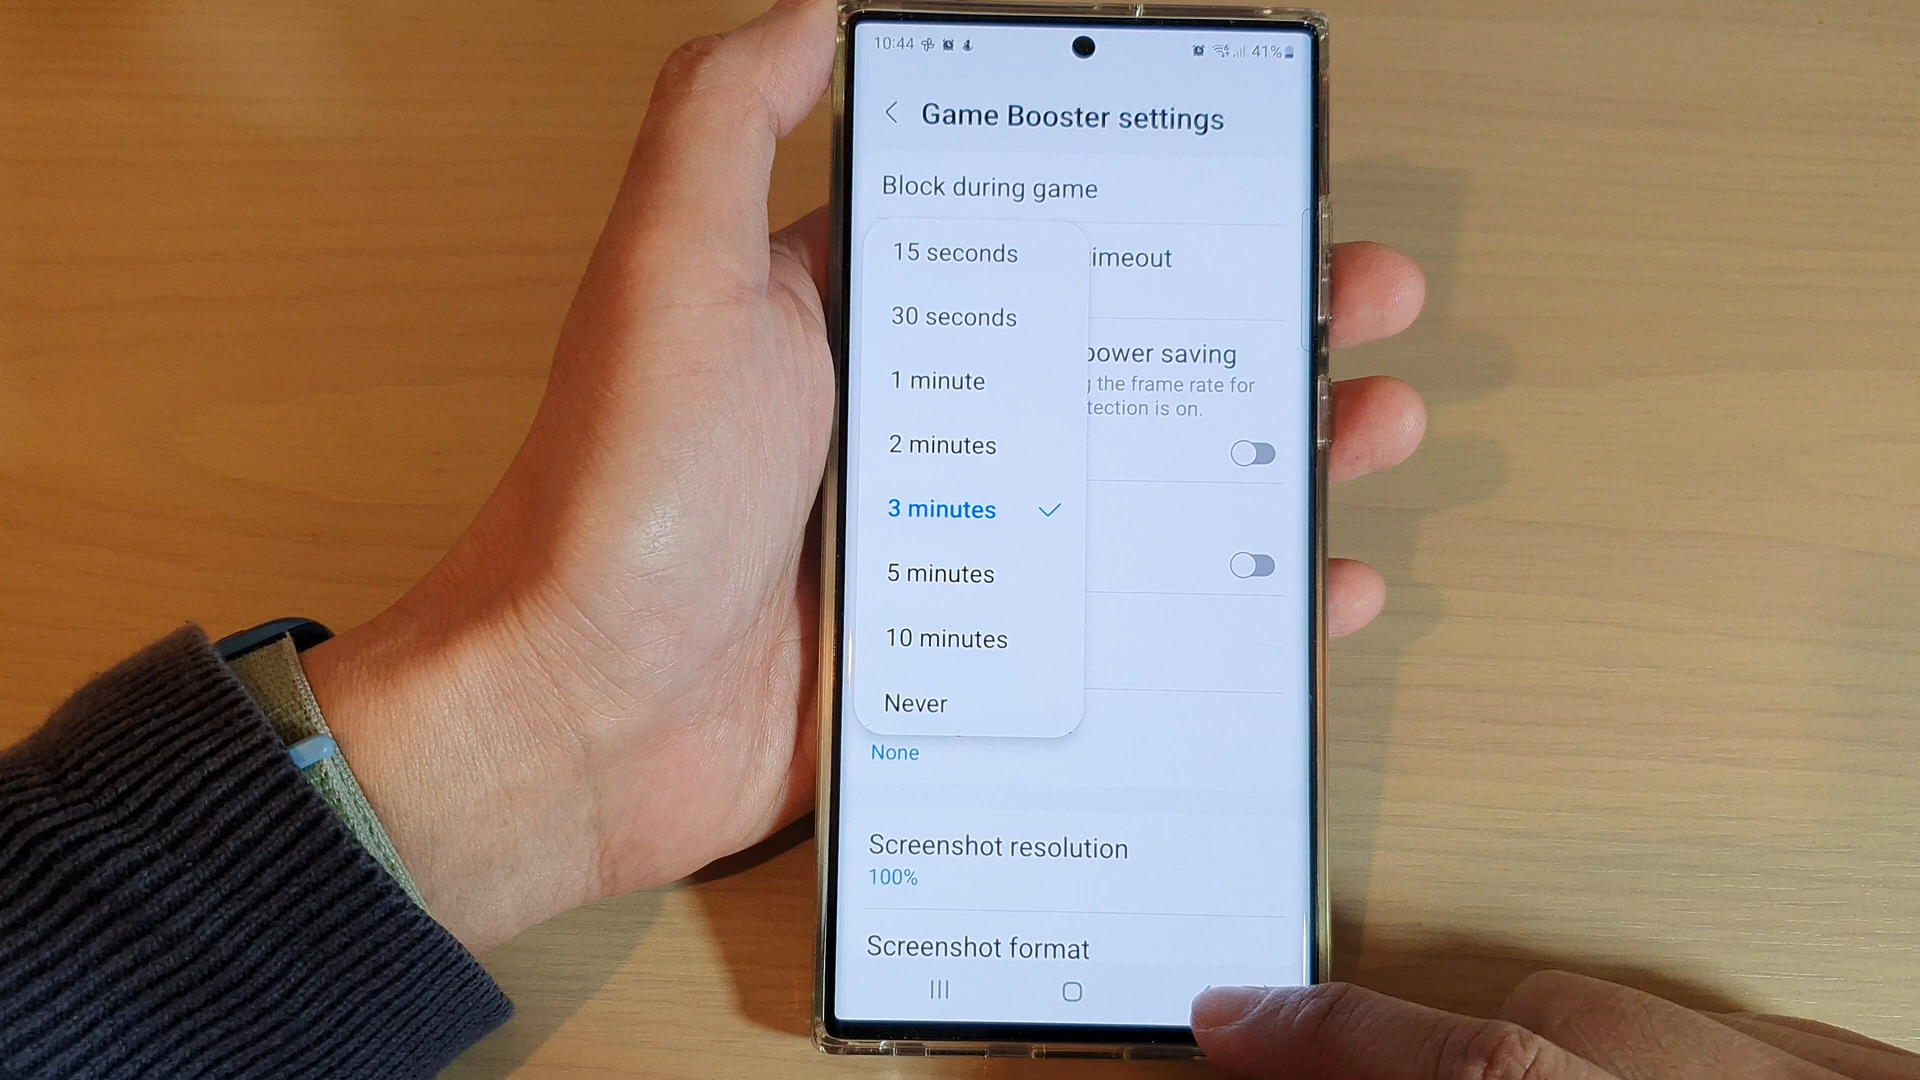 10:44
41%
Game Booster settings
Block during game
15 seconds
timeout
30 seconds
power saving
1 minute
the frame rate for
tection is on.
2 minutes
3 minutes
5 minutes
10 minutes
Never
None
Screenshot resolution
100%
Screenshot format